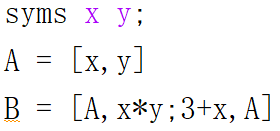 syms x y;
A = [x,y]
B = [A,x*y;3+x,A]